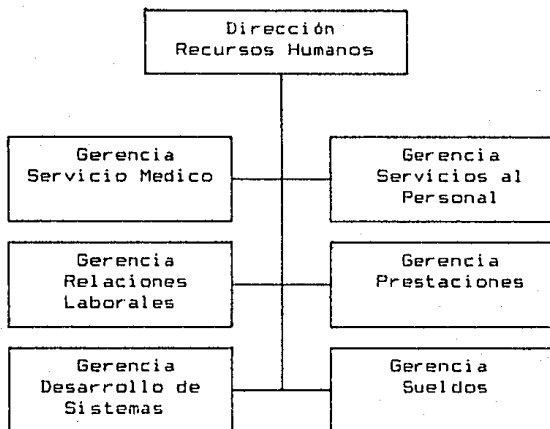 Dirección
Recursos Humanos
Gerencia
Servicio Medico
Gerencia
Servicios al
Personal
Gerencia
Relaciones
Laborales
Gerencia
Prestaciones
Gerencia
Desarrollo de
Sistemas
Gerencia
Sueldos